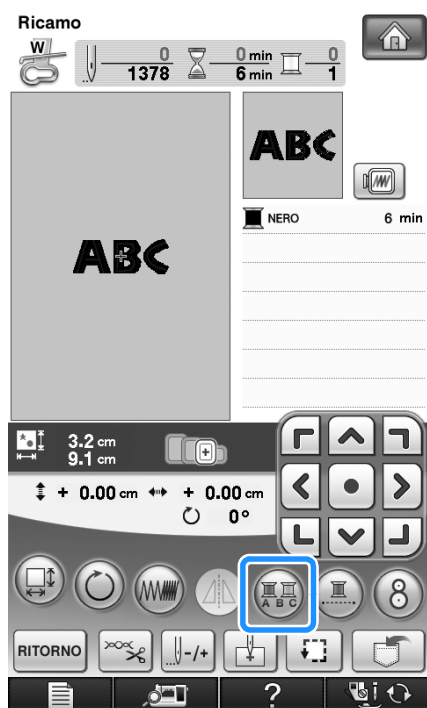 Ricamo
W
0 0 min 0
1378 6 min 1
ABC
ABC
NERO 6 min
3.2 cm
9.1 cm
+ 0.00 cm + 0.00 cm
0°
A B C
8
RITORNO -/+
?